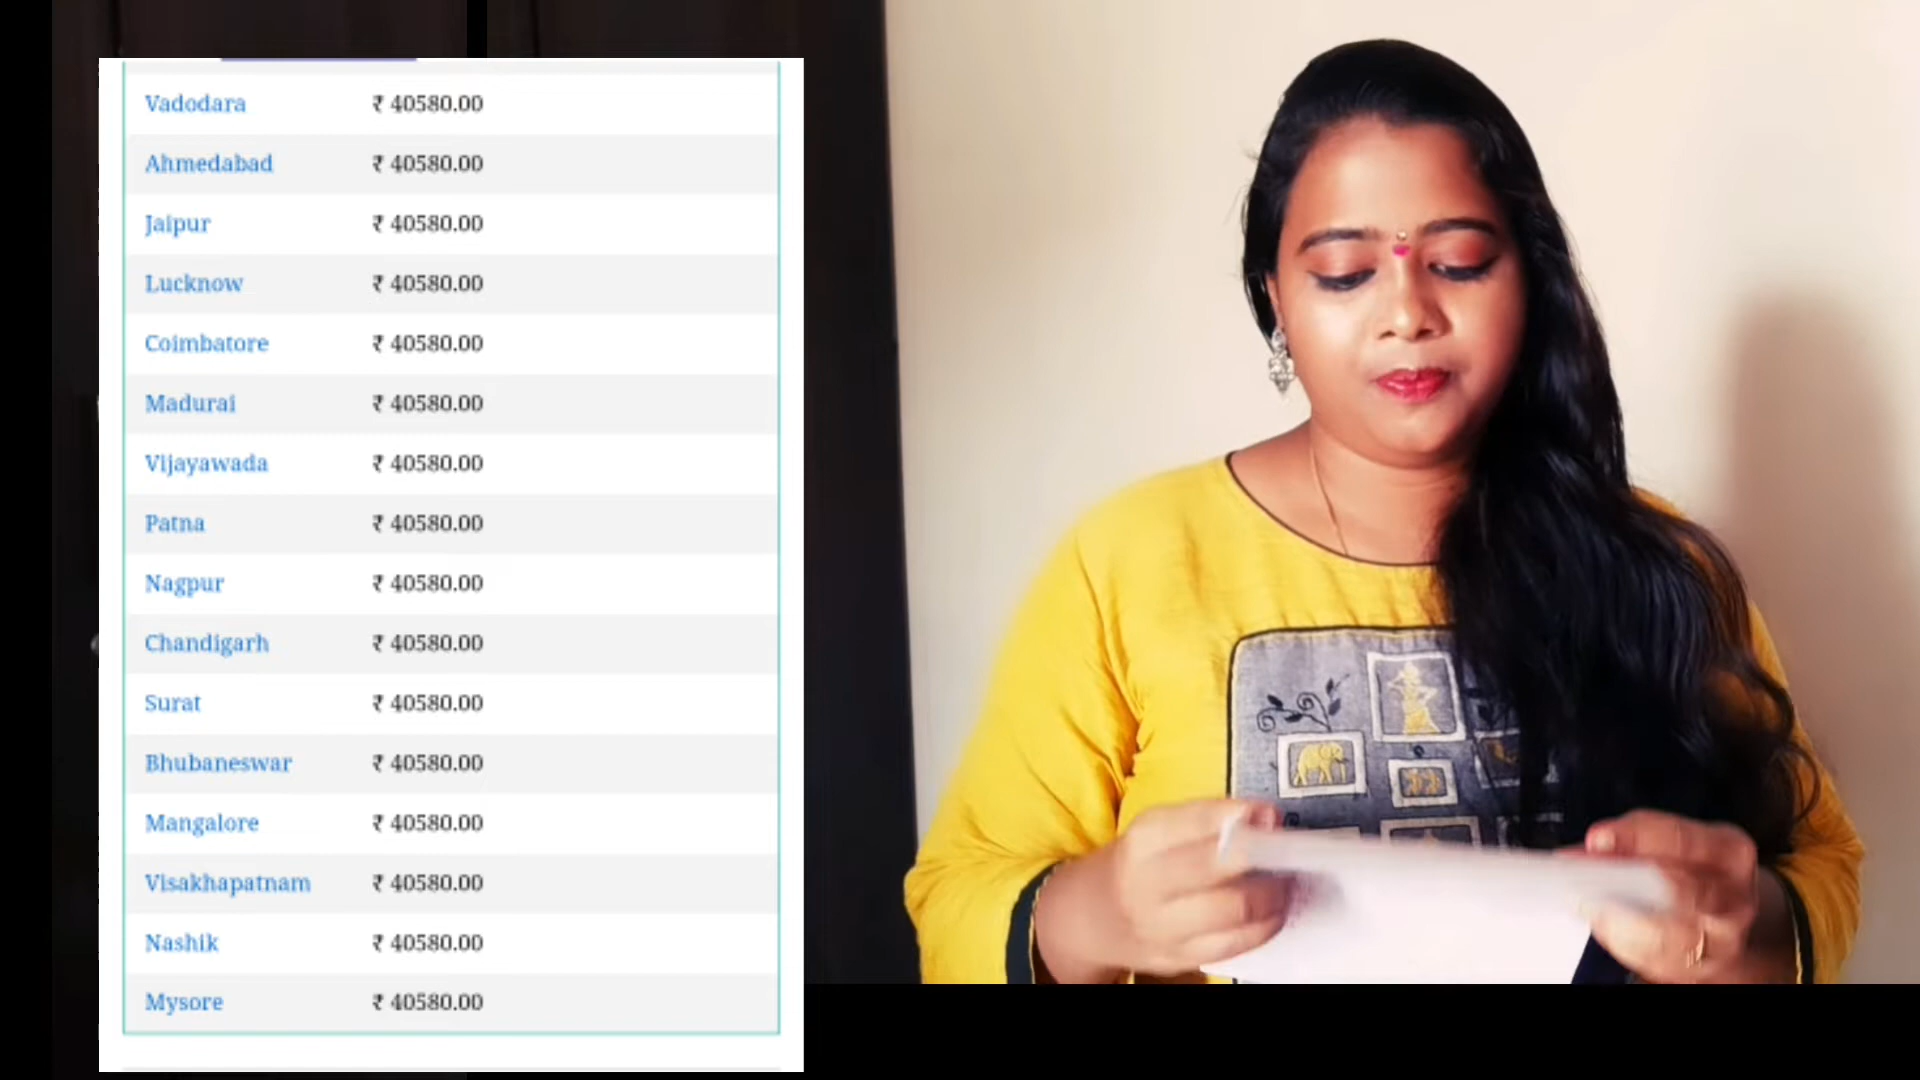 Vadodara ₹ 40580.00
Ahmedabad ₹ 40580.00
Jaipur ₹ 40580.00
Lucknow ₹ 40580.00
Coimbatore ₹ 40580.00
Madurai ₹ 40580.00
Vijayawada ₹ 40580.00
Patna ₹ 40580.00
Nagpur ₹ 40580.00
Chandigarh ₹ 40580.00
Surat ₹ 40580.00
Bhubaneswar ₹ 40580.00
Mangalore ₹ 40580.00
Visakhapatnam ₹ 40580.00
Nashik ₹ 40580.00
Mysore ₹ 40580.00